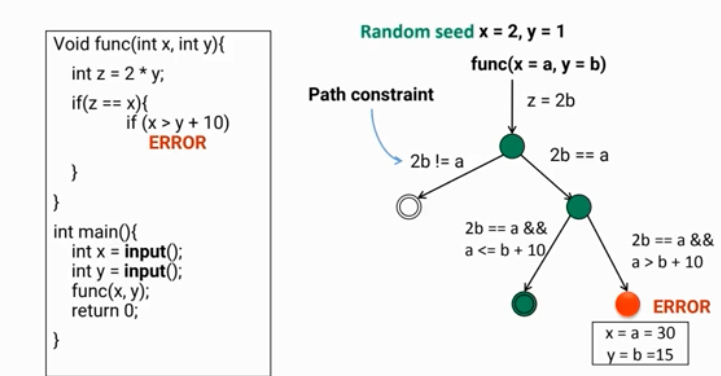 Void func(int x, int y){
int z = 2 * y;
if(z == x){
if (x > y + 10)
ERROR
}
}
int main(){
int x = input();
int y = input();
func(x, y);
return 0;
}
Random seed x = 2, y = 1
func(x = a, y = b)
Path constraint
z = 2b
2b != a
2b == a
2b == a &&
a <= b + 10
2b == a &&
a > b + 10
ERROR
x = a = 30
y = b =15